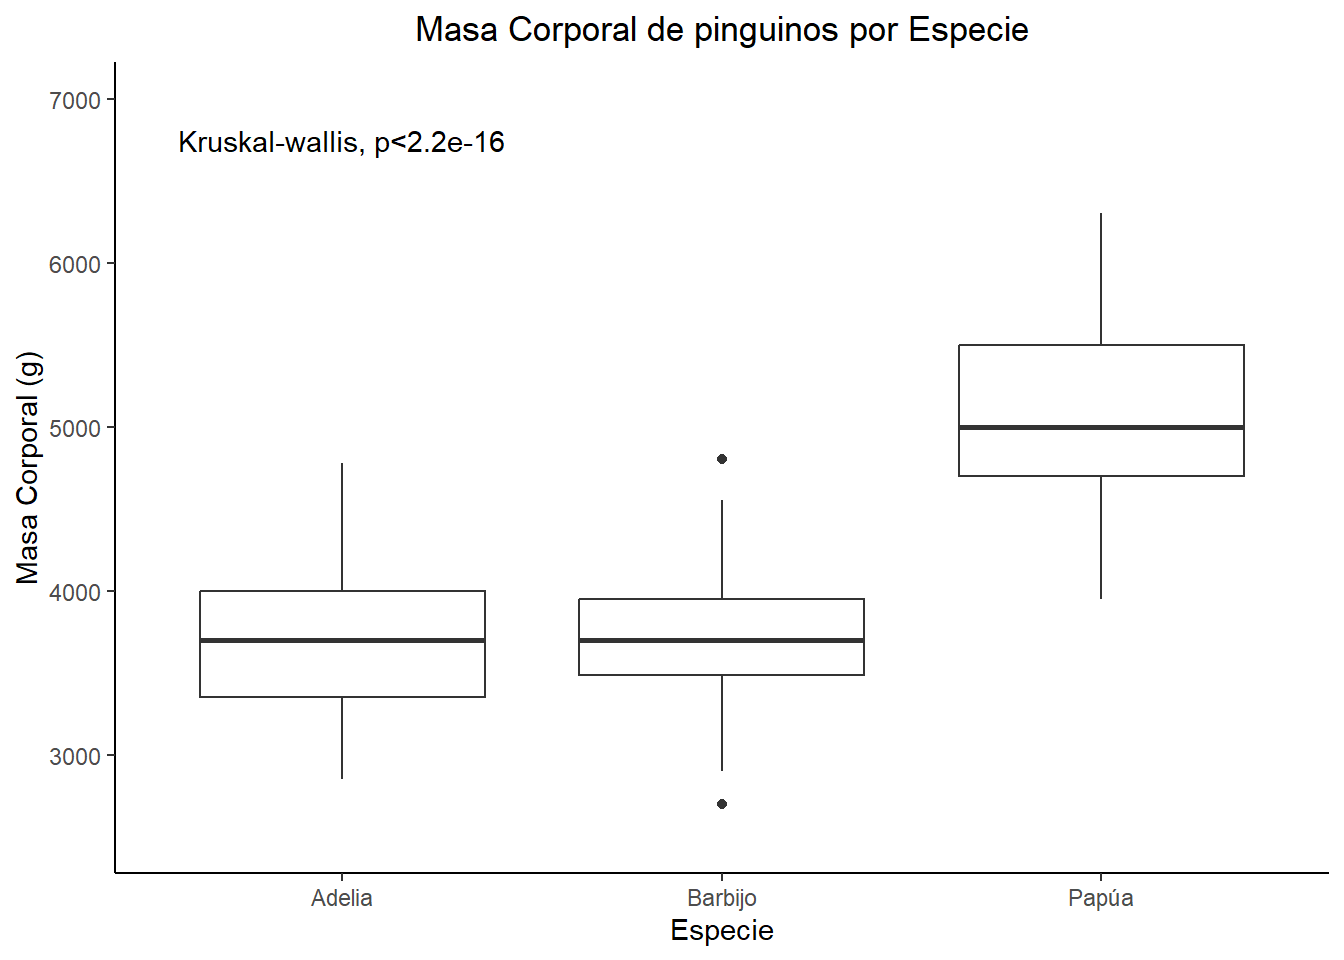 Masa Corporal de pinguinos por Especie
Kruskal-wallis, p<2.2e-16
Masa Corporal (g)
7000
6000
5000
4000
3000
Adelia
Barbijo
Papúa
Especie